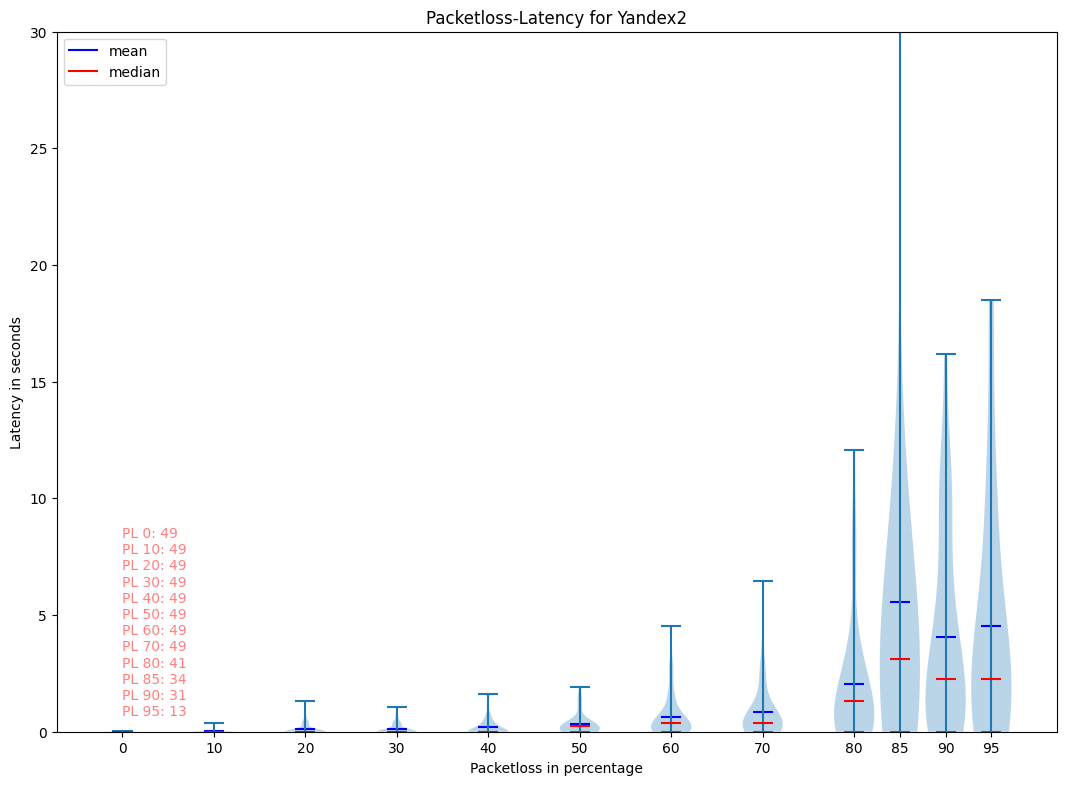 Packetloss-Latency for Yandex2
mean
median
30
25
20
15
10
5
0
Latency in seconds
PL 0: 49
PL 10: 49
PL 20: 49
PL 30: 49
PL 40: 49
PL 50: 49
PL 60: 49
PL 70: 49
PL 80: 41
PL 85: 34
PL 90: 31
PL 95: 13
0 10 20 30 40 50 60 70 80 85 90 95
Packetloss in percentage